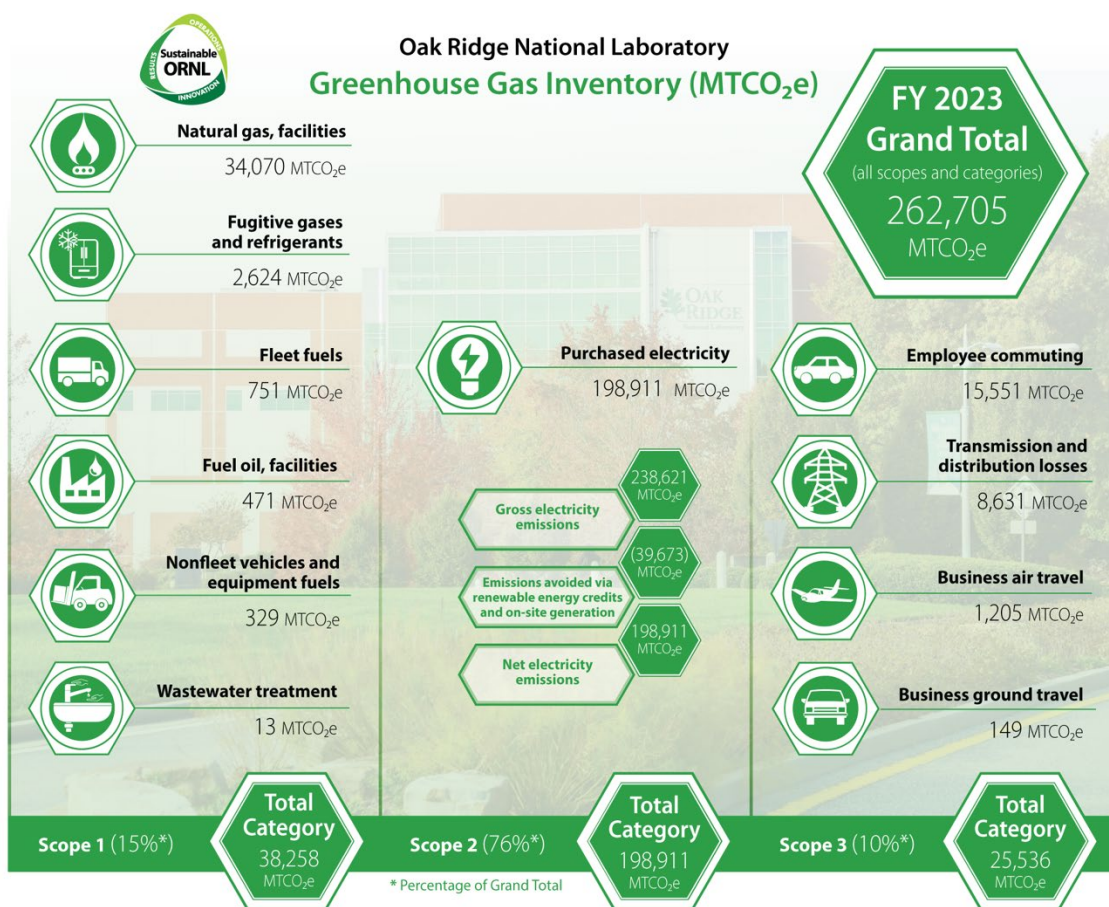 RESULTS
OPERATIONS
INNOVATION
Sustainable
ORNL
Oak Ridge National Laboratory
Greenhouse Gas Inventory (MTCO₂e)
FY 2023
Grand Total
(all scopes and categories)
262,705
MTCO₂e
Natural gas, facilities
34,070 MTCO₂e
Fugitive gases
and refrigerants
2,624 MTCO₂e
Fleet fuels
751 MTCO₂e
Fuel oil, facilities
471 MTCO₂e
Nonfleet vehicles and
equipment fuels
329 MTCO₂e
Wastewater treatment
13 MTCO₂e
OAK
RIDGE
National Laboratory
Purchased electricity
198,911 MTCO₂e
238,621
MTCO₂e
Gross electricity
emissions
(39,673)
MTCO₂e
Emissions avoided via
renewable energy credits
and on-site generation
198,911
MTCO₂e
Net electricity
emissions
Employee commuting
15,551 MTCO₂e
Transmission and
distribution losses
8,631 MTCO₂e
Business air travel
1,205 MTCO₂e
Business ground travel
149 MTCO₂e
Scope 1 (15%*)
Total
Category
38,258
MTCO₂e
Scope 2 (76%*)
Total
Category
198,911
MTCO₂e
Scope 3 (10%*)
Total
Category
25,536
MTCO₂e
* Percentage of Grand Total